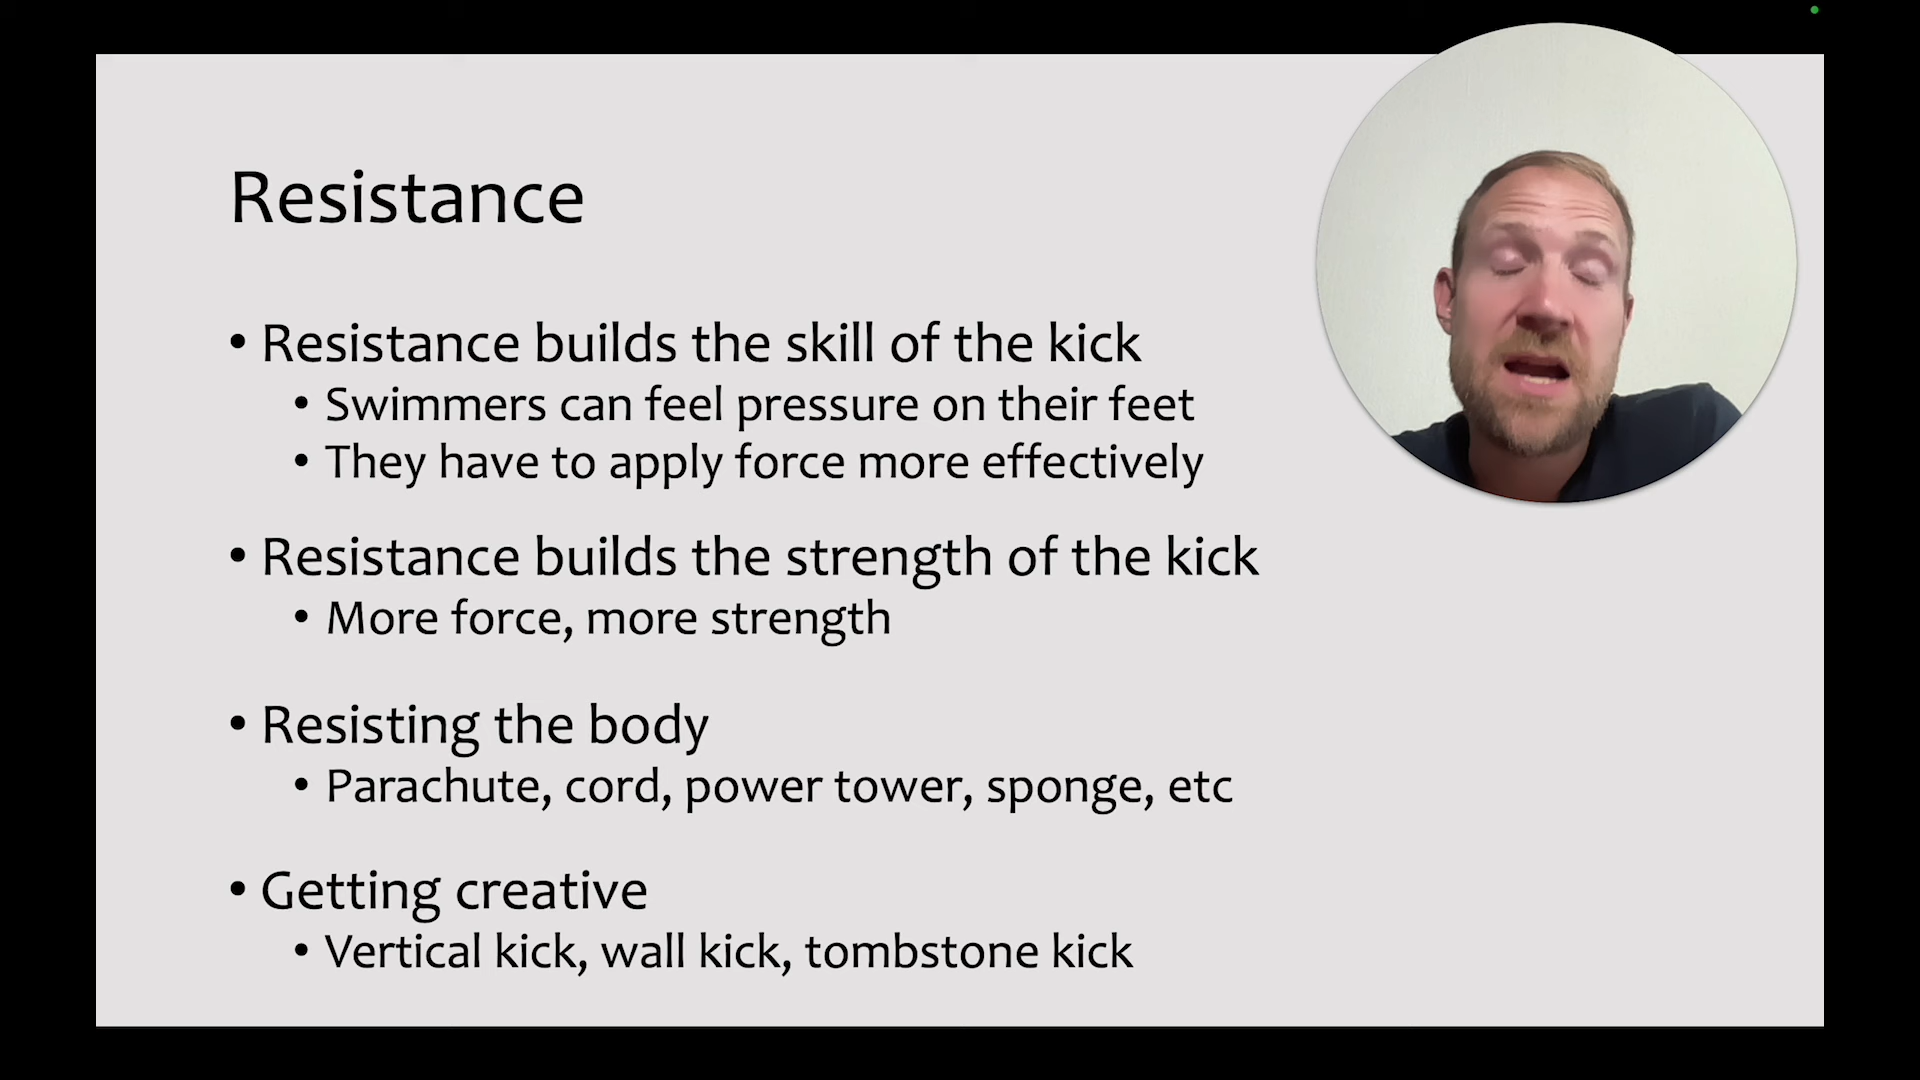 Resistance
• Resistance builds the skill of the kick
• Swimmers can feel pressure on their feet
• They have to apply force more effectively
• Resistance builds the strength of the kick
• More force, more strength
• Resisting the body
• Parachute, cord, power tower, sponge, etc
• Getting creative
• Vertical kick, wall kick, tombstone kick